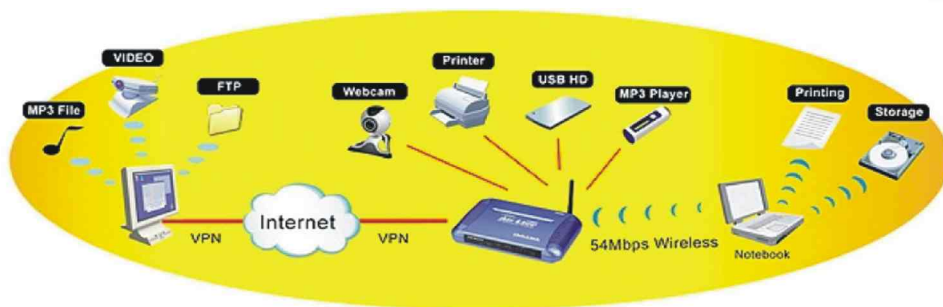 VIDEO
Printer
FTP
USB HD
Webcam
MP3 Player
Printing
MP3 File
Storage
Internet
VPN
VPN
54Mbps Wireless
Notebook